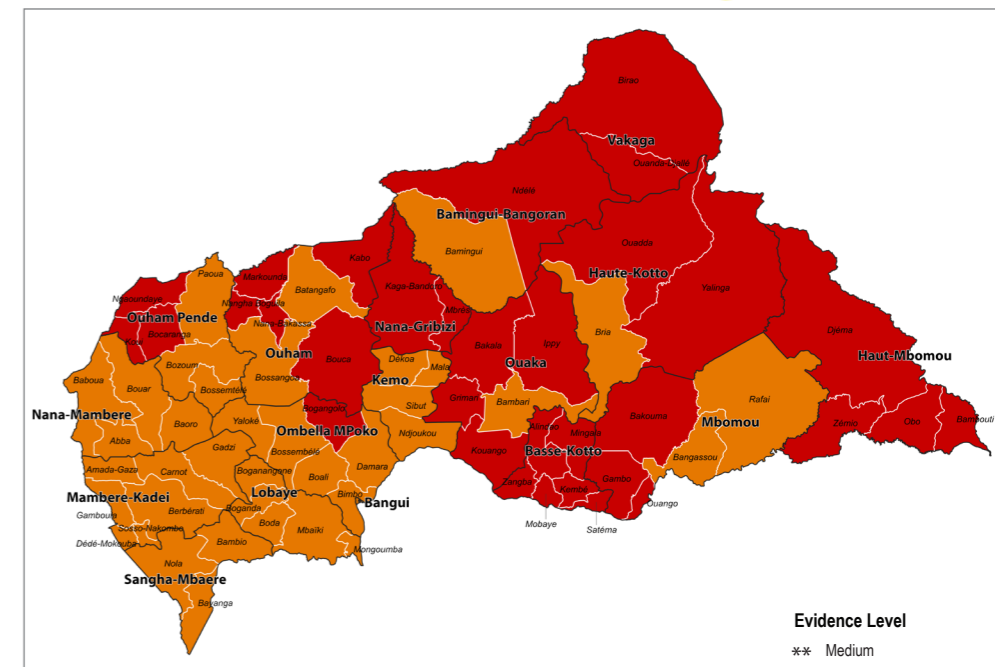 Birao
Vakaga
Ouanda Djallé
Ndélé
Bamingui-Bangoran
Bamingui
Ouadda
Haute-Kotto
Yalinga
Kabo
Paoua
Markounda
Batangafo
Kaga-Bandoro
Ngaoundaye
Nangha Boguila
Mbrès
Bria
Ouham Pende
Nana-Bakassa
Nana-Gribizi
Djéma
Bocaranga
Koui
Ouham
Bouca
Bakala
Ippy
Haut-Mbomou
Dékoa
Mala
Ouaka
Bozoum
Bossangoa
Kemo
Baboua
Bouar
Bossemtélé
Grimari
Bambari
Rafai
Nana-Mambere
Sibut
Bakouma
Mbomou
Zémio
Obo
Bambouti
Baoro
Yaloké
Bogangolo
Ombella MPoko
Ndjoukou
Alindao
Mingala
Abba
Gadzi
Bossembélé
Kouango
Basse-Kotto
Bangassou
Amada-Gaza
Carnot
Boganangone
Boali
Damara
Zangba
Kembé
Gambo
Mambere-Kadei
Lobaye
Bimbo
Bangui
Ouango
Gamboula
Berbérati
Boganda
Mobaye
Satéma
Sosso-Nakombo
Boda
Mbaïki
Dédé-Mokouba
Bambio
Mongoumba
Nola
Sangha-Mbaere
Bayanga
Evidence Level
** Medium